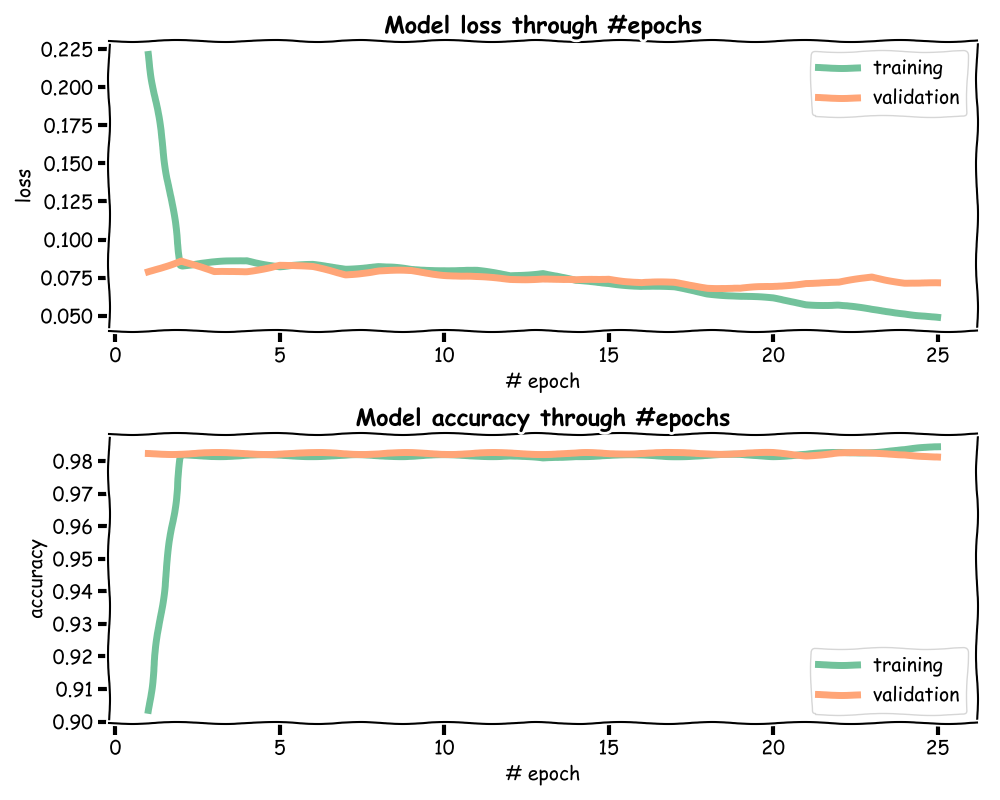 Model loss through #epochs
0.225
0.200
0.175
0.150
0.125
0.100
0.075
0.050
loss
training
validation
0 5 10 15 20 25
# epoch
Model accuracy through #epochs
0.98
0.97
0.96
0.95
0.94
0.93
0.92
0.91
0.90
accuracy
training
validation
0 5 10 15 20 25
# epoch